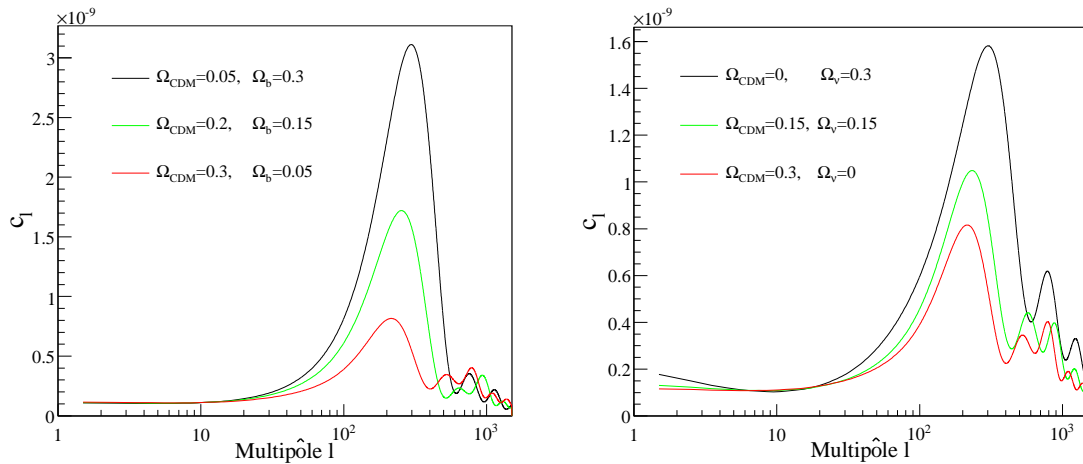 ×10⁻⁹
3
2.5
2
1.5
1
0.5
0
c_l
Ω_CDM=0.05, Ω_b=0.3
Ω_CDM=0.2, Ω_b=0.15
Ω_CDM=0.3, Ω_b=0.05
1 10 10² 10³
Multipôle l
×10⁻⁹
1.6
1.4
1.2
1
0.8
0.6
0.4
0.2
0
c_l
Ω_CDM=0, Ω_ν=0.3
Ω_CDM=0.15, Ω_ν=0.15
Ω_CDM=0.3, Ω_ν=0
1 10 10² 10³
Multipôle l